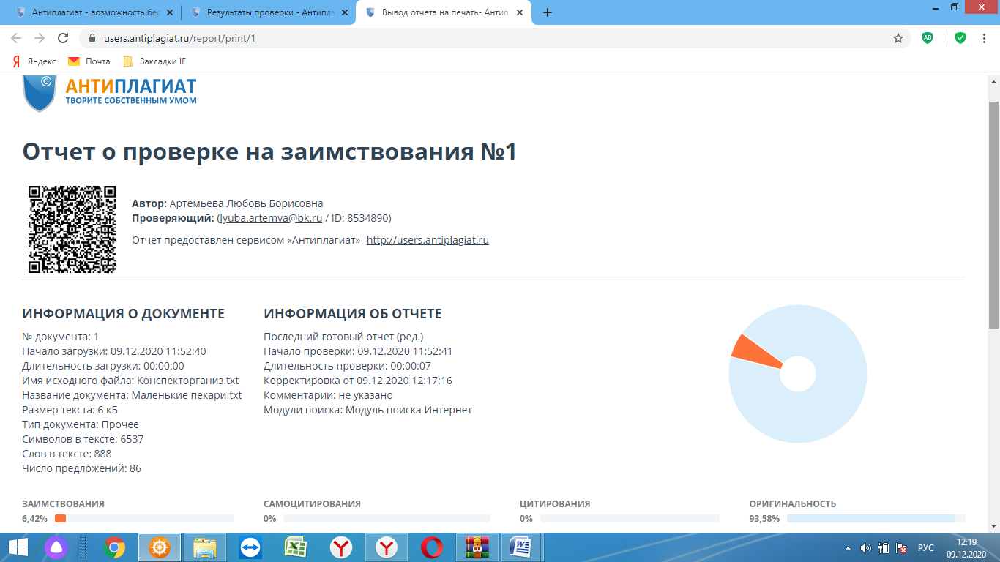 Антиплагиат - возможность бес
Результаты проверки - Антипла
Вывод отчета на печать- Антип
users.antiplagiat.ru/report/print/1
Яндекс
Почта
Закладки IE
АНТИПЛАГИАТ
ТВОРИТЕ СОБСТВЕННЫМ УМОМ
Отчет о проверке на заимствования №1
Автор: Артемьева Любовь Борисовна
Проверяющий: (lyuba.artemva@bk.ru / ID: 8534890)
Отчет предоставлен сервисом «Антиплагиат»- http://users.antiplagiat.ru
ИНФОРМАЦИЯ О ДОКУМЕНТЕ
№ документа: 1
Начало загрузки: 09.12.2020 11:52:40
Длительность загрузки: 00:00:00
Имя исходного файла: Конспекторганиз.txt
Название документа: Маленькие пекари.txt
Размер текста: 6 кБ
Тип документа: Прочее
Символов в тексте: 6537
Слов в тексте: 888
Число предложений: 86
ИНФОРМАЦИЯ ОБ ОТЧЕТЕ
Последний готовый отчет (ред.)
Начало проверки: 09.12.2020 11:52:41
Длительность проверки: 00:00:07
Корректировка от 09.12.2020 12:17:16
Комментарии: не указано
Модули поиска: Модуль поиска Интернет
ЗАИМСТВОВАНИЯ
6,42%
САМОЦИТИРОВАНИЯ
0%
ЦИТИРОВАНИЯ
0%
ОРИГИНАЛЬНОСТЬ
93,58%
РУС
12:19
09.12.2020